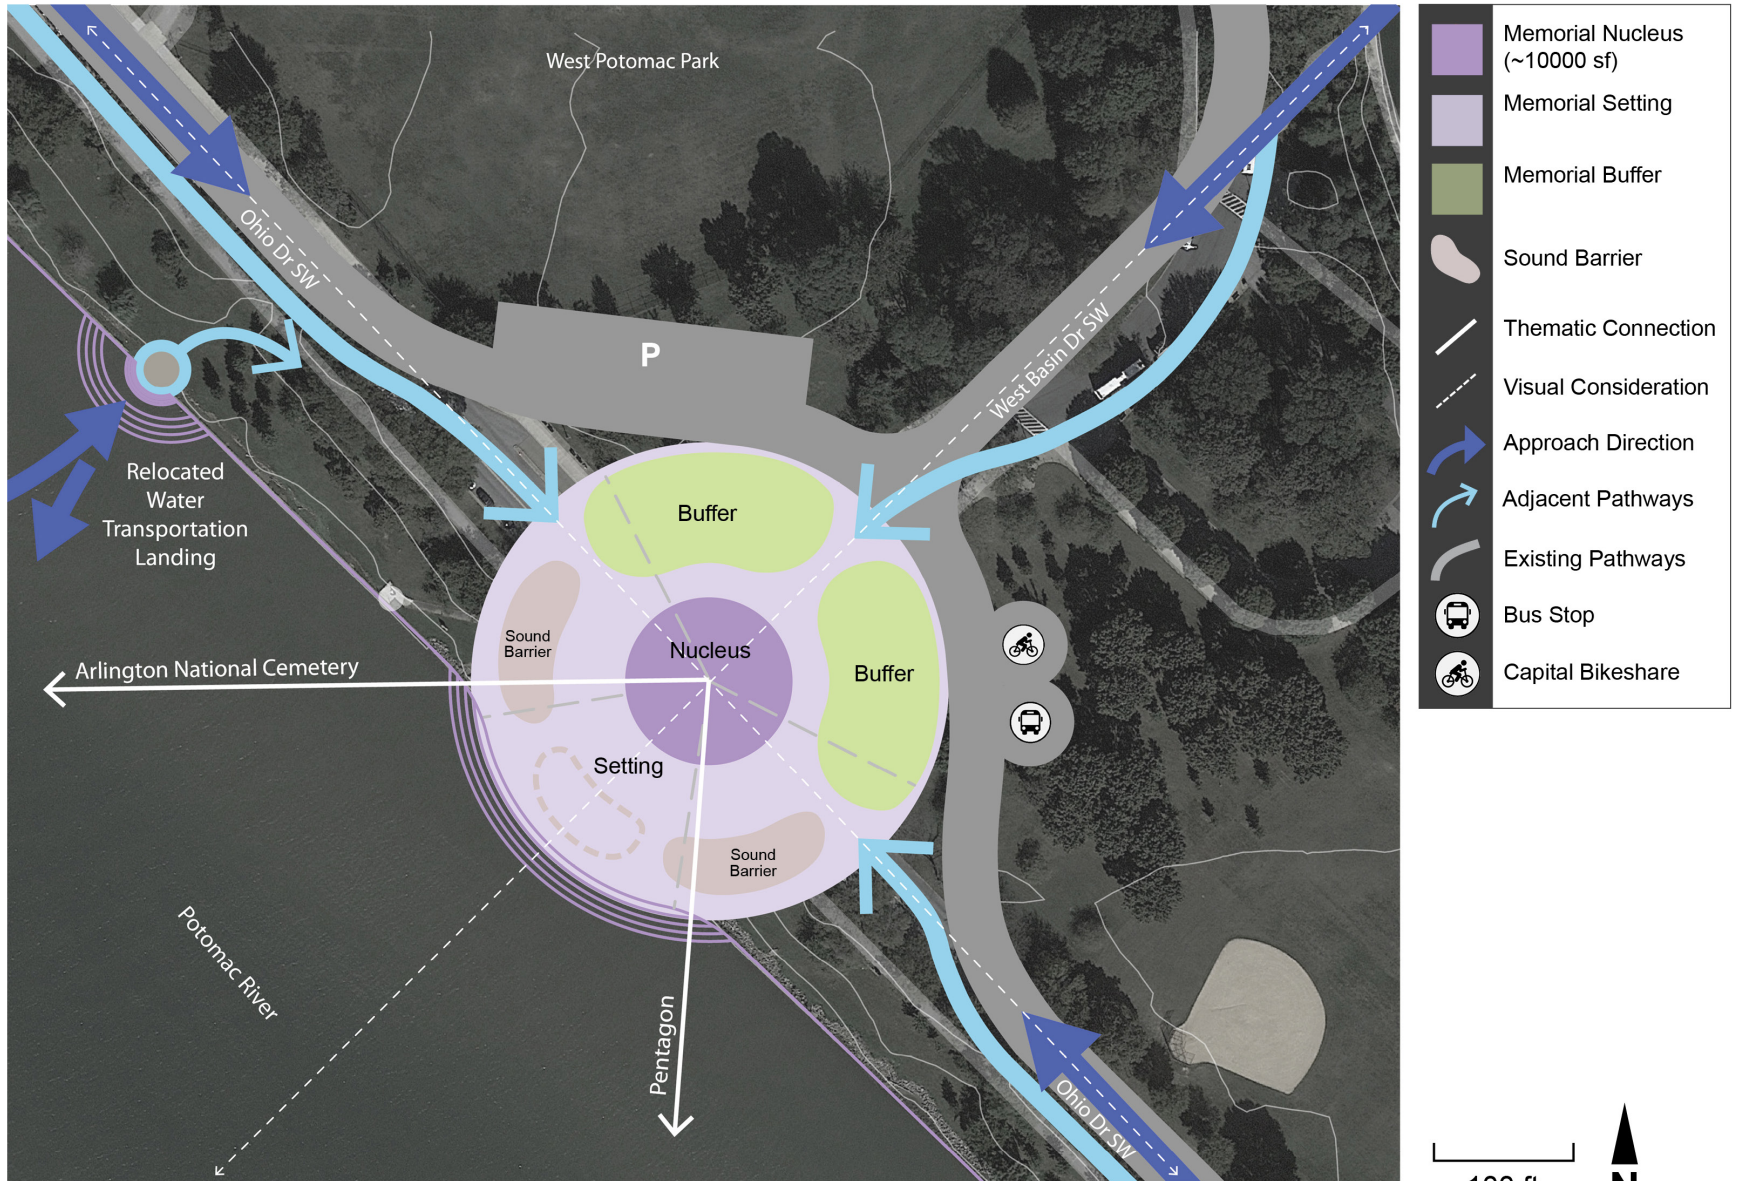 West Potomac Park
Ohio Dr SW
P
West Basin Dr SW
Relocated
Water
Transportation
Landing
Buffer
Sound
Barrier
Nucleus
Buffer
Arlington National Cemetery
Setting
Sound
Barrier
Potomac River
Pentagon
Ohio Dr SW
Memorial Nucleus
(~10000 sf)
Memorial Setting
Memorial Buffer
Sound Barrier
Thematic Connection
Visual Consideration
Approach Direction
Adjacent Pathways
Existing Pathways
Bus Stop
Capital Bikeshare
100 ft
N